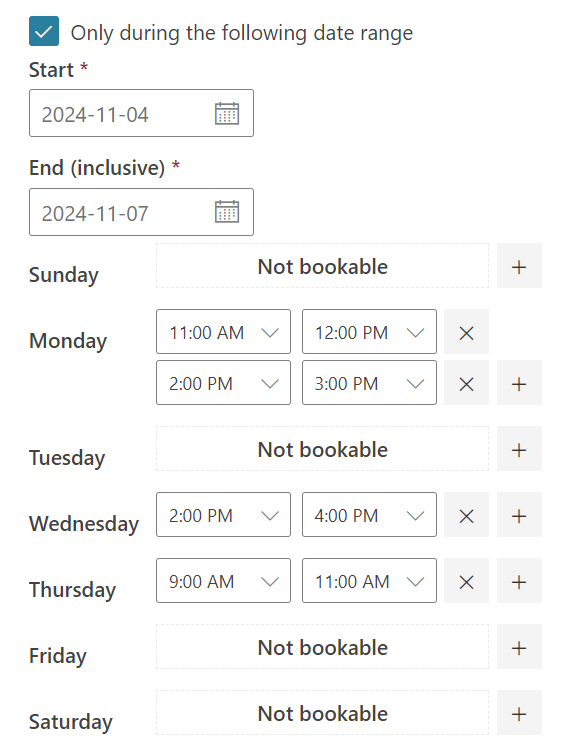 Only during the following date range
Start *
2024-11-04
End (inclusive) *
2024-11-07
Sunday Not bookable +
Monday 11:00 AM 12:00 PM
2:00 PM 3:00 PM +
Tuesday Not bookable +
Wednesday 2:00 PM 4:00 PM +
Thursday 9:00 AM 11:00 AM +
Friday Not bookable +
Saturday Not bookable +